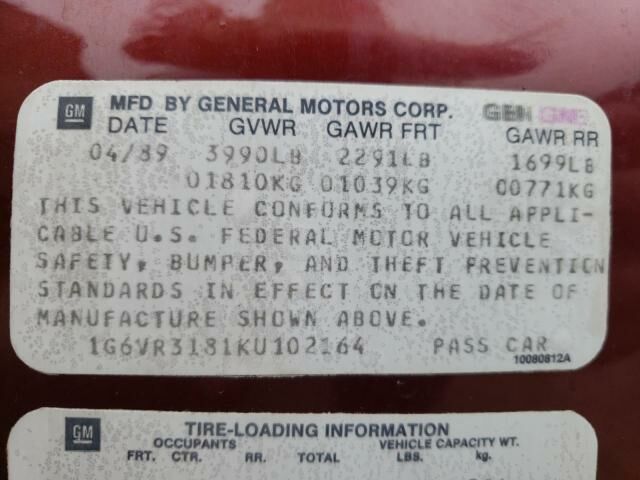 GM MFD BY GENERAL MOTORS CORP. GEN
DATE GVWR GAWR FRT GAWR RR
04/89 3990LB 2291LB 1699LB
01810KG 01039KG 00771KG
THIS VEHICLE CONFORMS TO ALL APPLI-
CABLE U.S. FEDERAL MOTOR VEHICLE
SAFETY, BUMPER, AND THEFT PREVENTION
STANDARDS IN EFFECT ON THE DATE OF
MANUFACTURE SHOWN ABOVE.
1G6VR3181KU102164 PASS CAR
10080812A
GM TIRE-LOADING INFORMATION
OCCUPANTS VEHICLE CAPACITY WT.
FRT. CTR. RR. TOTAL LBS. kg.